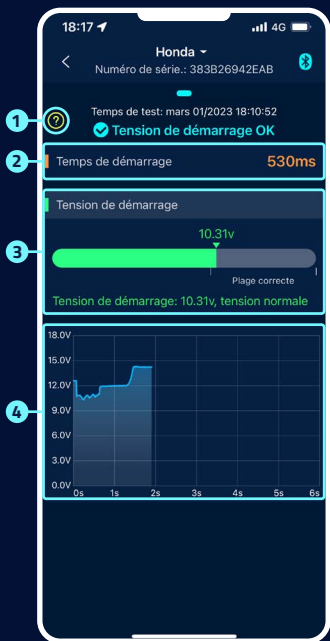 18:17
4G
Honda
Numéro de série.: 383B26942EAB
Temps de test: mars 01/2023 18:10:52
1
?
Tension de démarrage OK
2
Temps de démarrage 530ms
Tension de démarrage
10.31v
3
Plage correcte
Tension de démarrage: 10.31v, tension normale
18.0V
15.0V
12.0V
4
9.0V
6.0V
3.0V
0.0V
0s 1s 2s 3s 4s 5s 6s